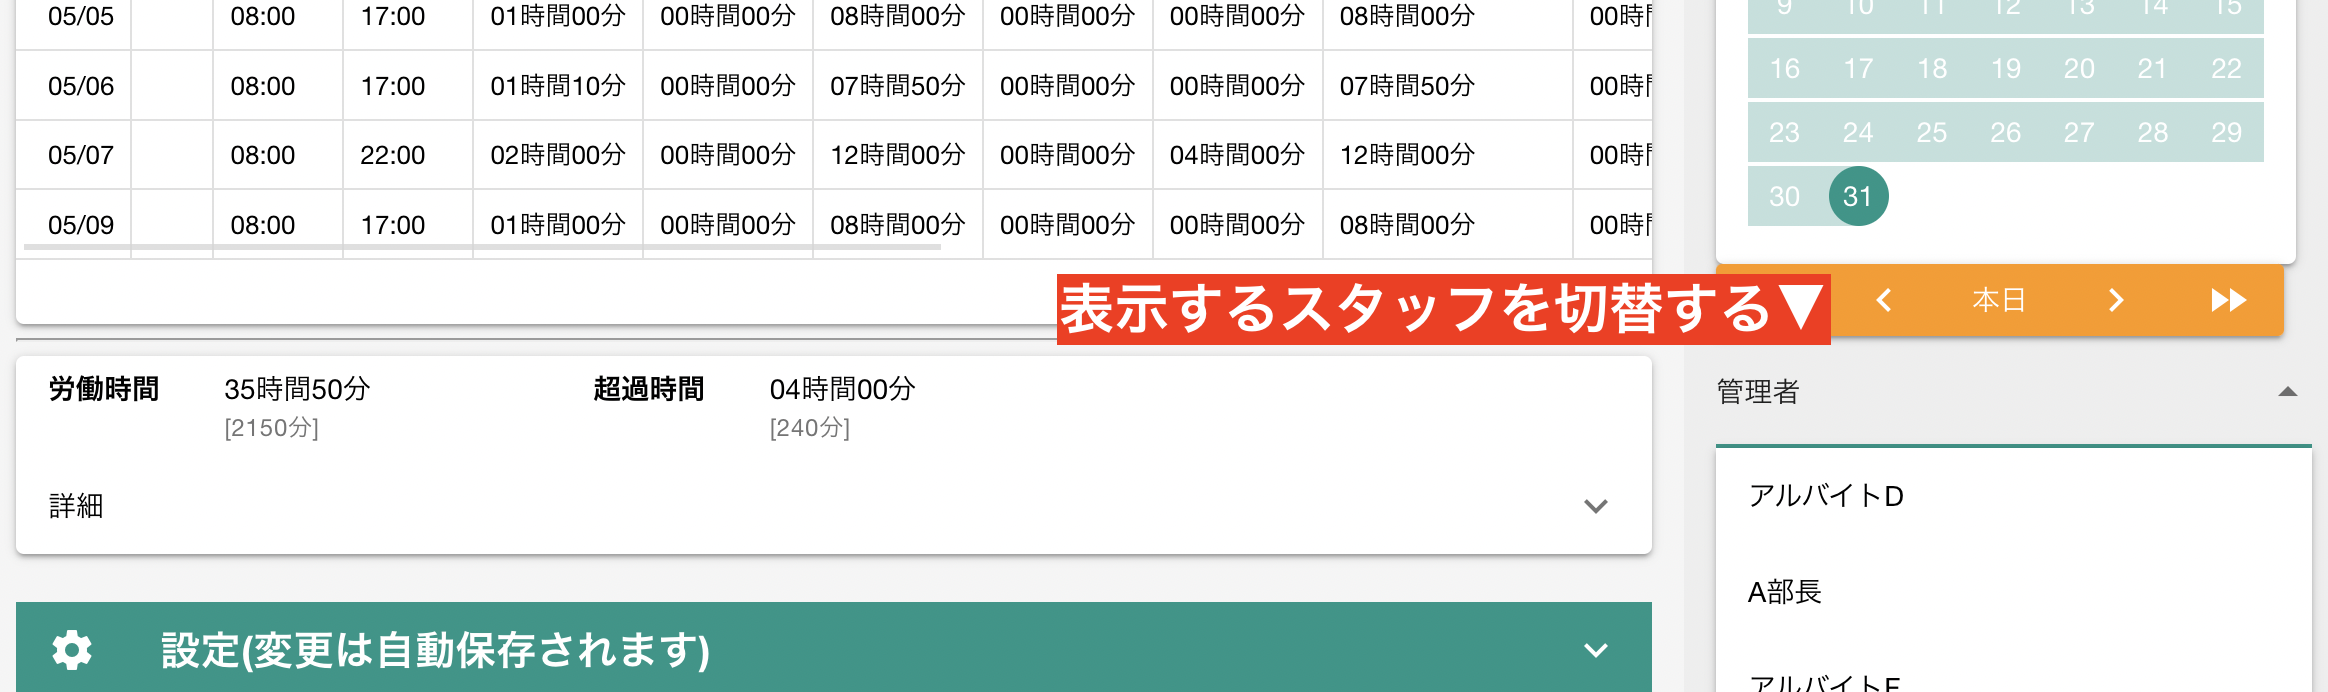 05/05 08:00 17:00 01時間00分 00時間00分 08時間00分 00時間00分 00時間00分 08時間00分 00時
05/06 08:00 17:00 01時間10分 00時間00分 07時間50分 00時間00分 00時間00分 07時間50分 00時
05/07 08:00 22:00 02時間00分 00時間00分 12時間00分 00時間00分 04時間00分 12時間00分 00時
05/09 08:00 17:00 01時間00分 00時間00分 08時間00分 00時間00分 00時間00分 08時間00分 00時
労働時間 35時間50分 超過時間 04時間00分
[2150分] [240分]
詳細
設定(変更は自動保存されます)
9 10 11 12 13 14 15
16 17 18 19 20 21 22
23 24 25 26 27 28 29
30 31
表示するスタッフを切替する▼
本日
管理者
アルバイトD
A部長
アルバイト